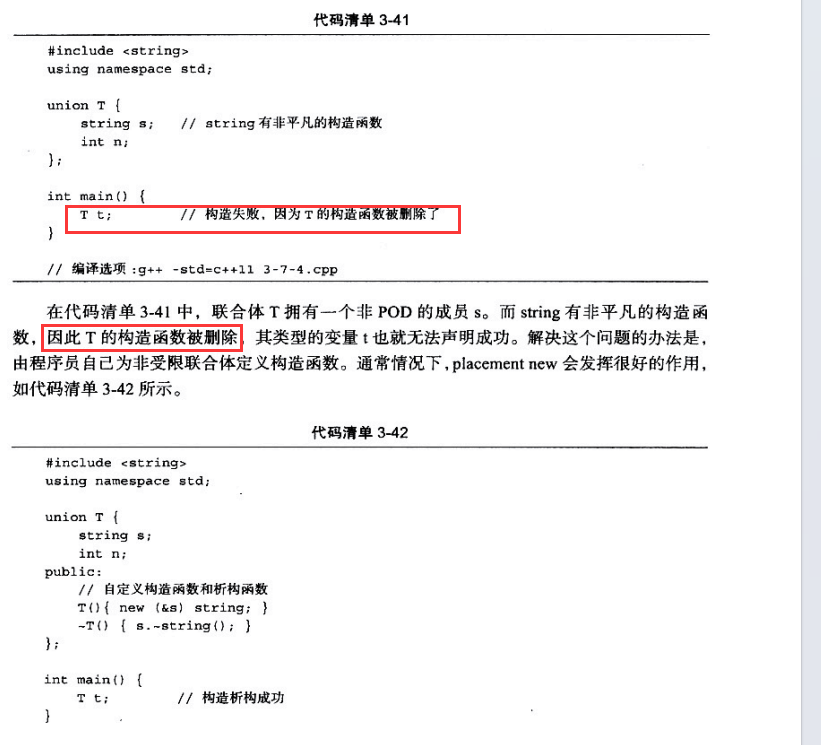 代码清单 3-41
#include <string>
using namespace std;
union T {
string s; // string有非平凡的构造函数
int n;
};
int main() {
T t; // 构造失败，因为T的构造函数被删除了
}
// 编译选项:g++ -std=c++11 3-7-4.cpp
在代码清单 3-41 中，联合体 T 拥有一个非 POD 的成员 s。而 string 有非平凡的构造函
数，因此 T 的构造函数被删除，其类型的变量 t 也就无法声明成功。解决这个问题的办法是，
由程序员自己为非受限联合体定义构造函数。通常情况下，placement new 会发挥很好的作用，
如代码清单 3-42 所示。
代码清单 3-42
#include <string>
using namespace std;
union T {
string s;
int n;
public:
// 自定义构造函数和析构函数
T(){ new (&s) string; }
~T() { s.~string(); }
};
int main() {
T t; // 构造析构成功
}